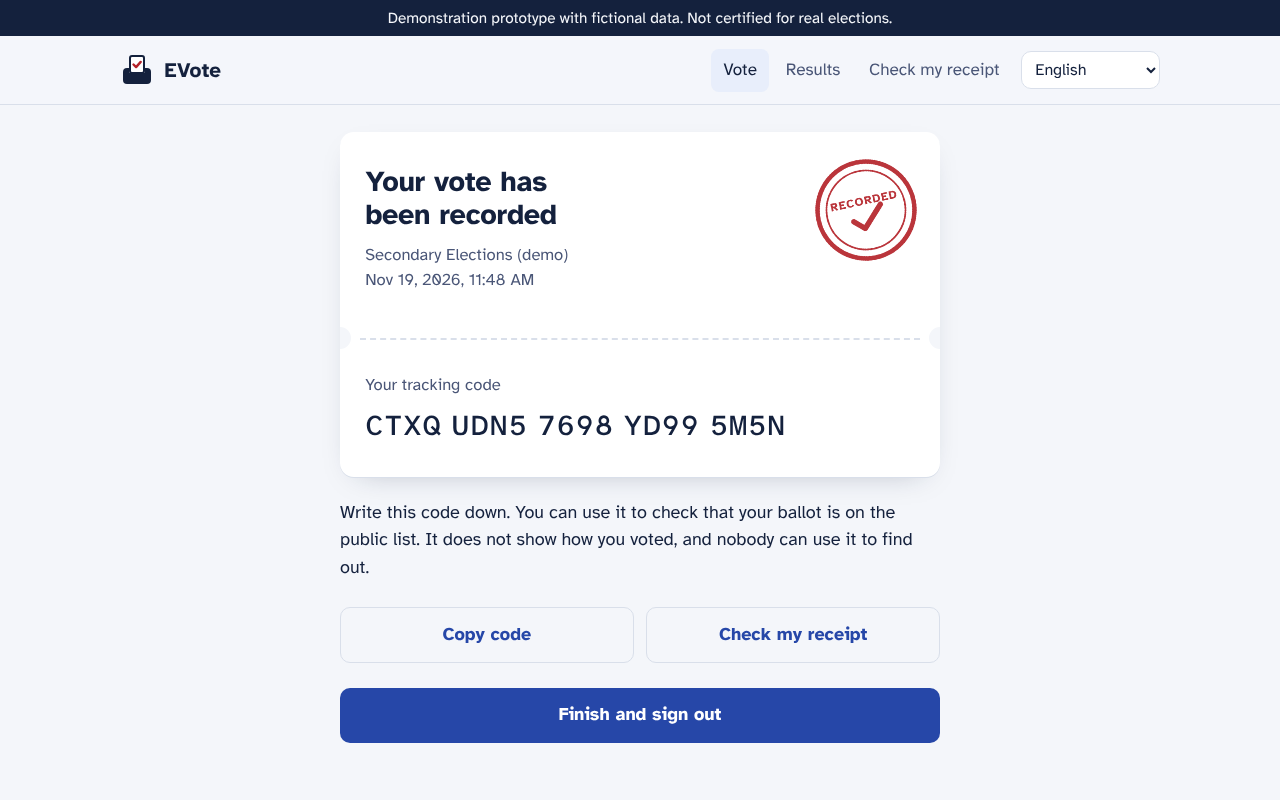 Demonstration prototype with fictional data. Not certified for real elections.
EVote
Vote
Results
Check my receipt
English
Your vote has
been recorded
RECORDED
Secondary Elections (demo)
Nov 19, 2026, 11:48 AM
Your tracking code
CTXQ UDN5 7698 YD99 5M5N
Write this code down. You can use it to check that your ballot is on the
public list. It does not show how you voted, and nobody can use it to find
out.
Copy code
Check my receipt
Finish and sign out